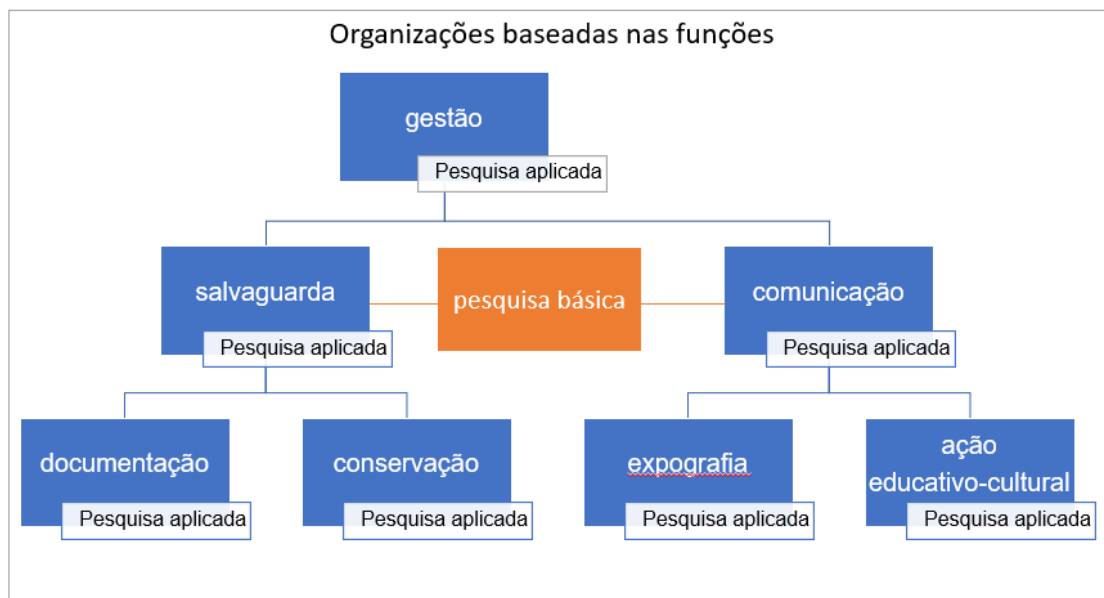 Organizações baseadas nas funções
gestão
Pesquisa aplicada
salvaguarda
Pesquisa aplicada
pesquisa básica
comunicação
Pesquisa aplicada
documentação
Pesquisa aplicada
conservação
Pesquisa aplicada
expografia
Pesquisa aplicada
ação
educativo-cultural
Pesquisa aplicada